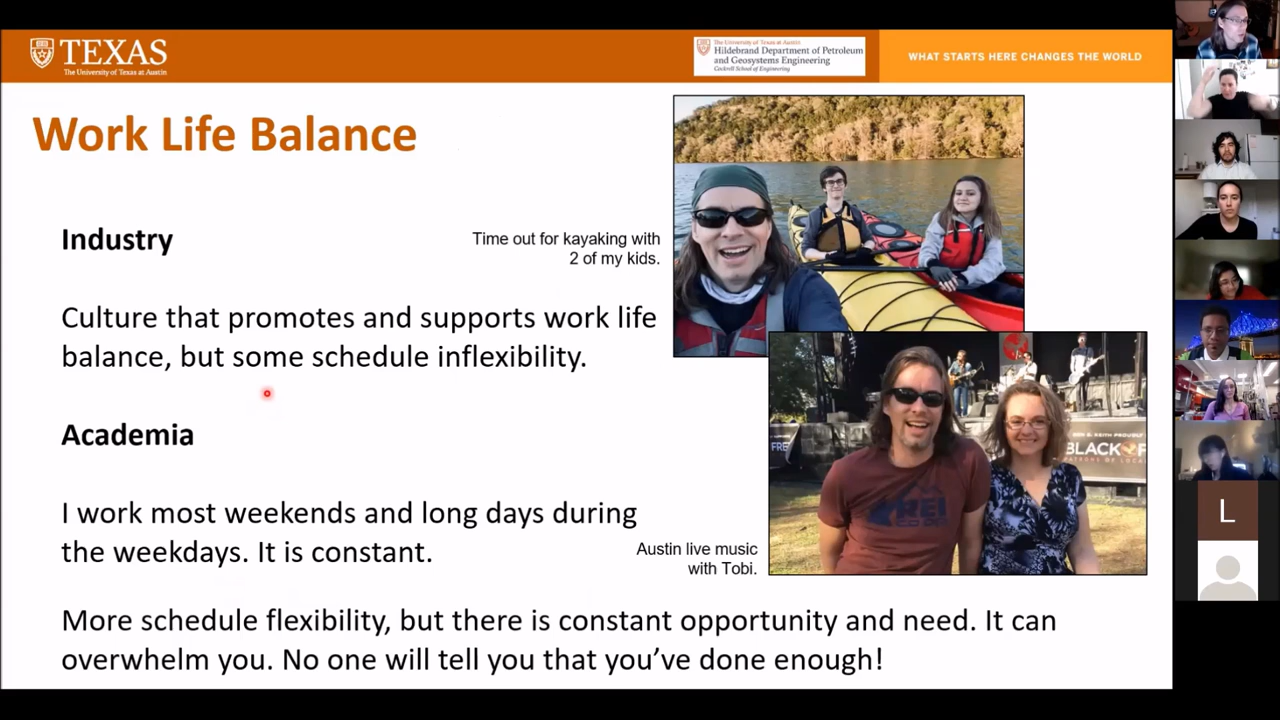 TEXAS
The University of Texas at Austin
The University of Texas at Austin
Hildebrand Department of Petroleum
and Geosystems Engineering
Cockrell School of Engineering
WHAT STARTS HERE CHANGES THE WORLD
Work Life Balance
Industry
Time out for kayaking with
2 of my kids.
Culture that promotes and supports work life
balance, but some schedule inflexibility.
Academia
I work most weekends and long days during
the weekdays. It is constant.
Austin live music
with Tobi.
REI
BLACK
More schedule flexibility, but there is constant opportunity and need. It can
overwhelm you. No one will tell you that you've done enough!
L